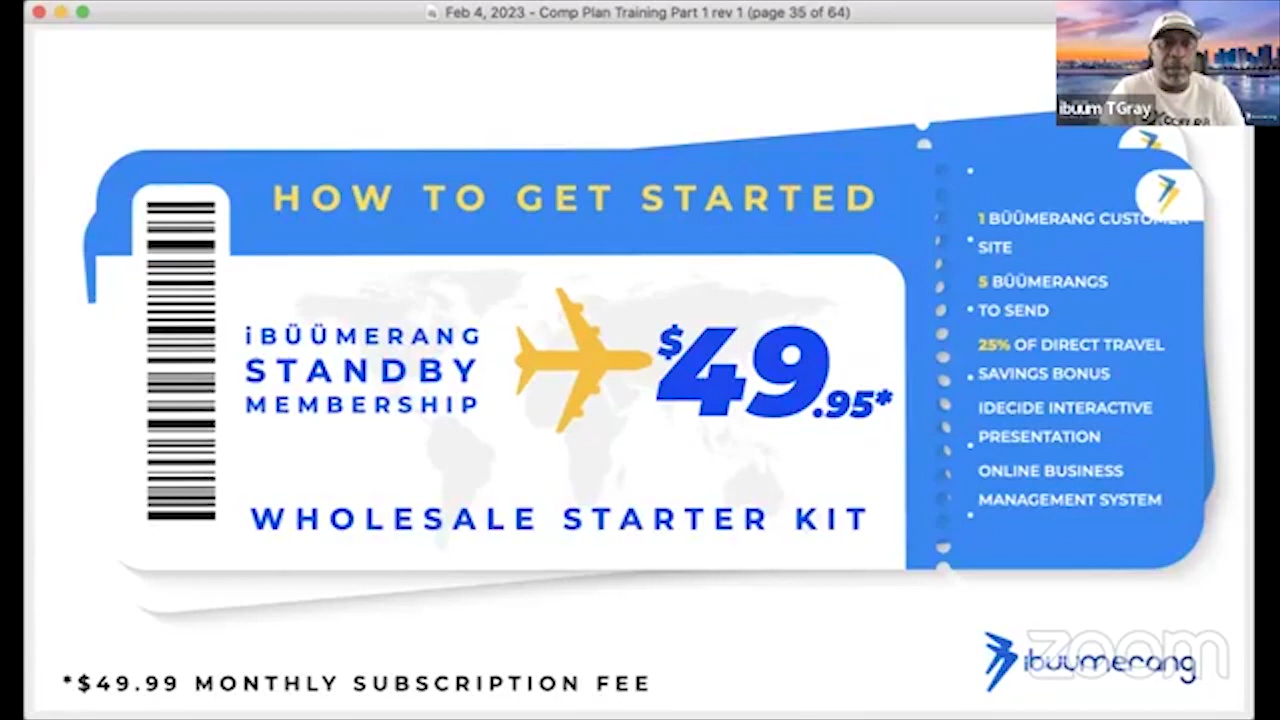 Feb 4, 2023 - Comp Plan Training Part 1 rev 1 (page 35 of 64)
ibuum TGray
HOW TO GET STARTED
iBÜÜMERANG
STANDBY
MEMBERSHIP
$49.95*
WHOLESALE STARTER KIT
1 BÜÜMERANG CUSTOMER
SITE
5 BÜÜMERANGS
TO SEND
25% OF DIRECT TRAVEL
SAVINGS BONUS
IDECIDE INTERACTIVE
PRESENTATION
ONLINE BUSINESS
MANAGEMENT SYSTEM
*$49.99 MONTHLY SUBSCRIPTION FEE
ibuumerang
zoom